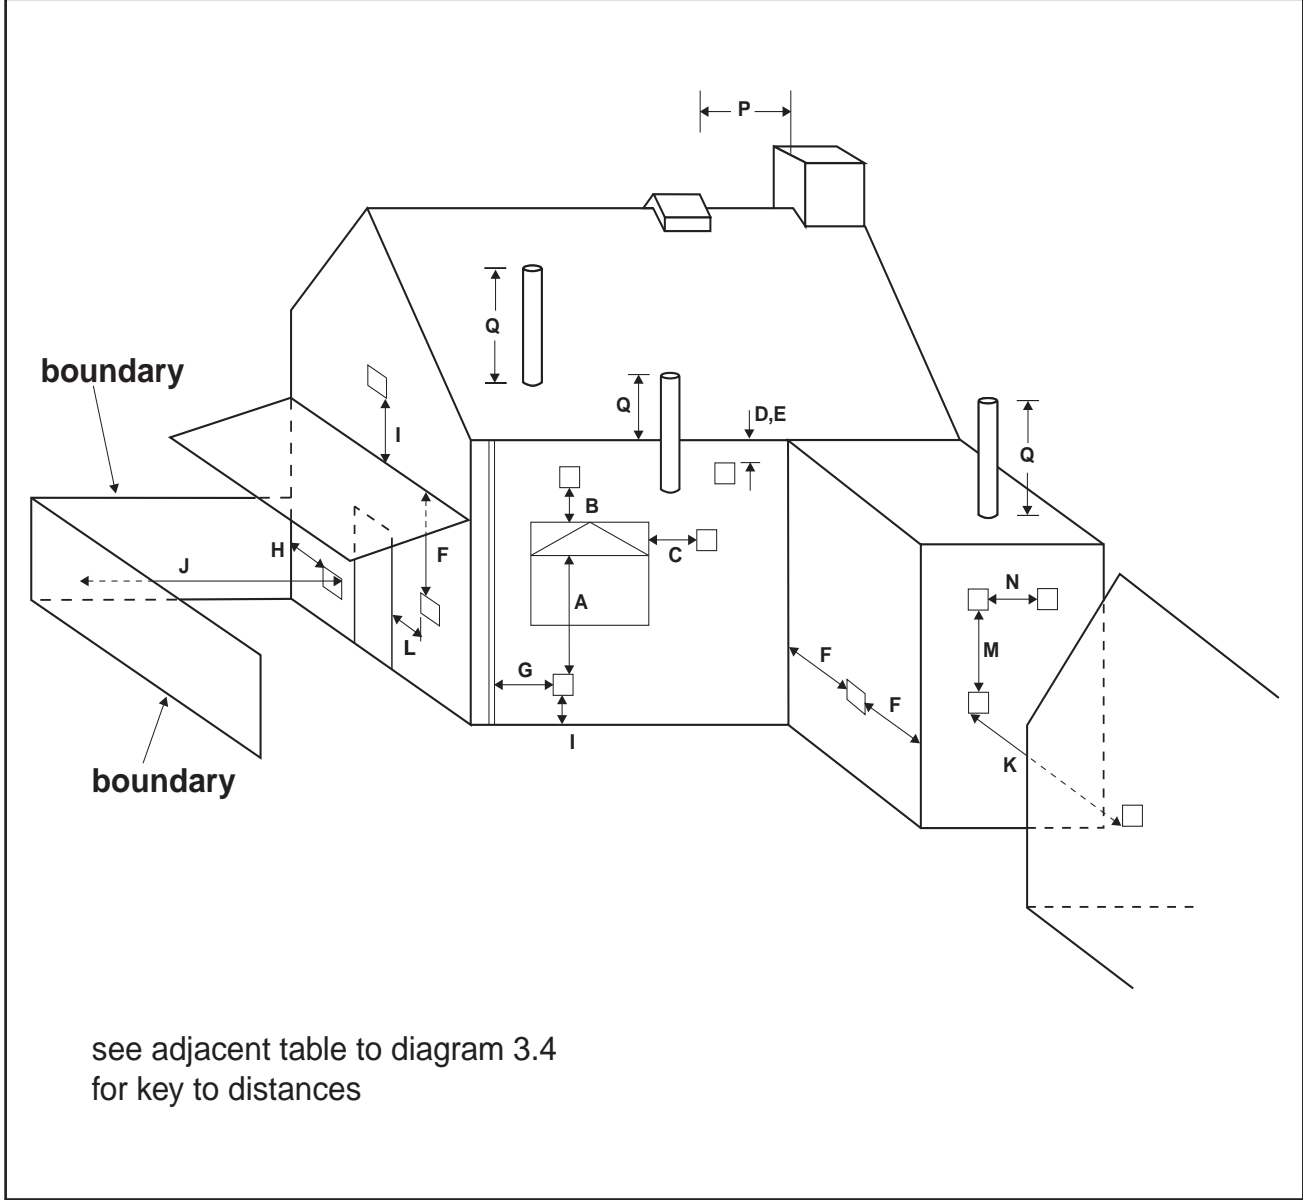 P
Q
boundary
Q
D,E
I
Q
B
H
F
C
J
N
A
L
M
G
F
F
I
K
boundary
see adjacent table to diagram 3.4
for key to distances